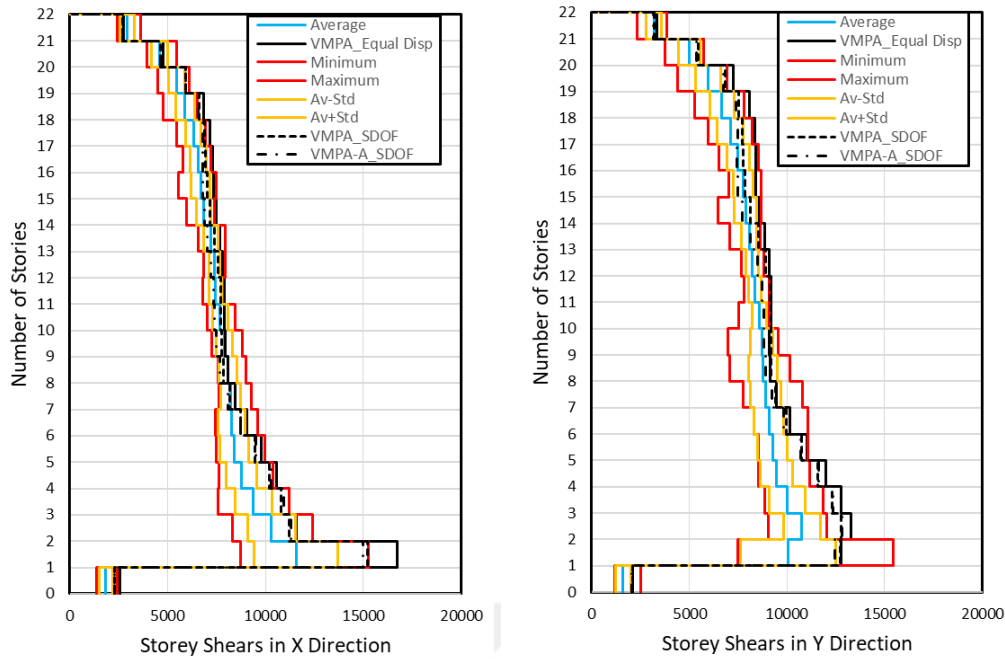 22
21
20
19
18
17
16
15
14
13
12
11
10
9
8
7
6
5
4
3
2
1
0
Number of Stories
Average
VMPA_Equal Disp
Minimum
Maximum
Av-Std
Av+Std
VMPA_SDOF
VMPA-A_SDOF
0 5000 10000 15000 20000
Storey Shears in X Direction
22
21
20
19
18
17
16
15
14
13
12
11
10
9
8
7
6
5
4
3
2
1
0
Number of Stories
Average
VMPA_Equal Disp
Minimum
Maximum
Av-Std
Av+Std
VMPA_SDOF
VMPA-A_SDOF
0 5000 10000 15000 20000
Storey Shears in Y Direction